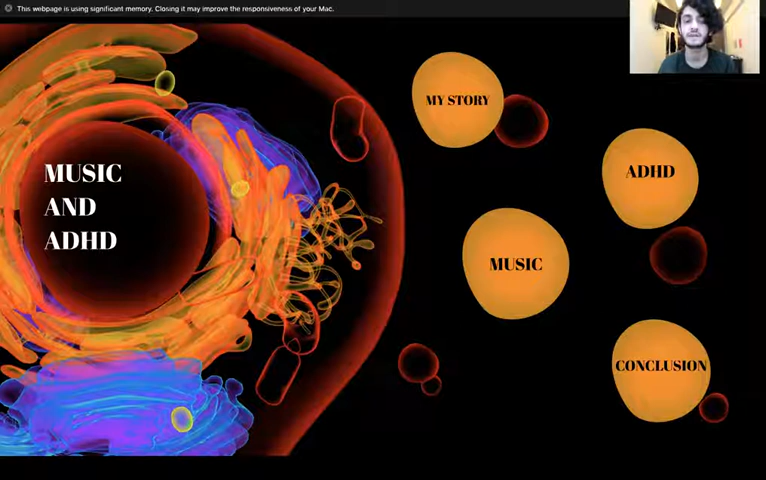 This webpage is using significant memory. Closing it may improve the responsiveness of your Mac.
MUSIC
AND
ADHD
MY STORY
ADHD
MUSIC
CONCLUSION